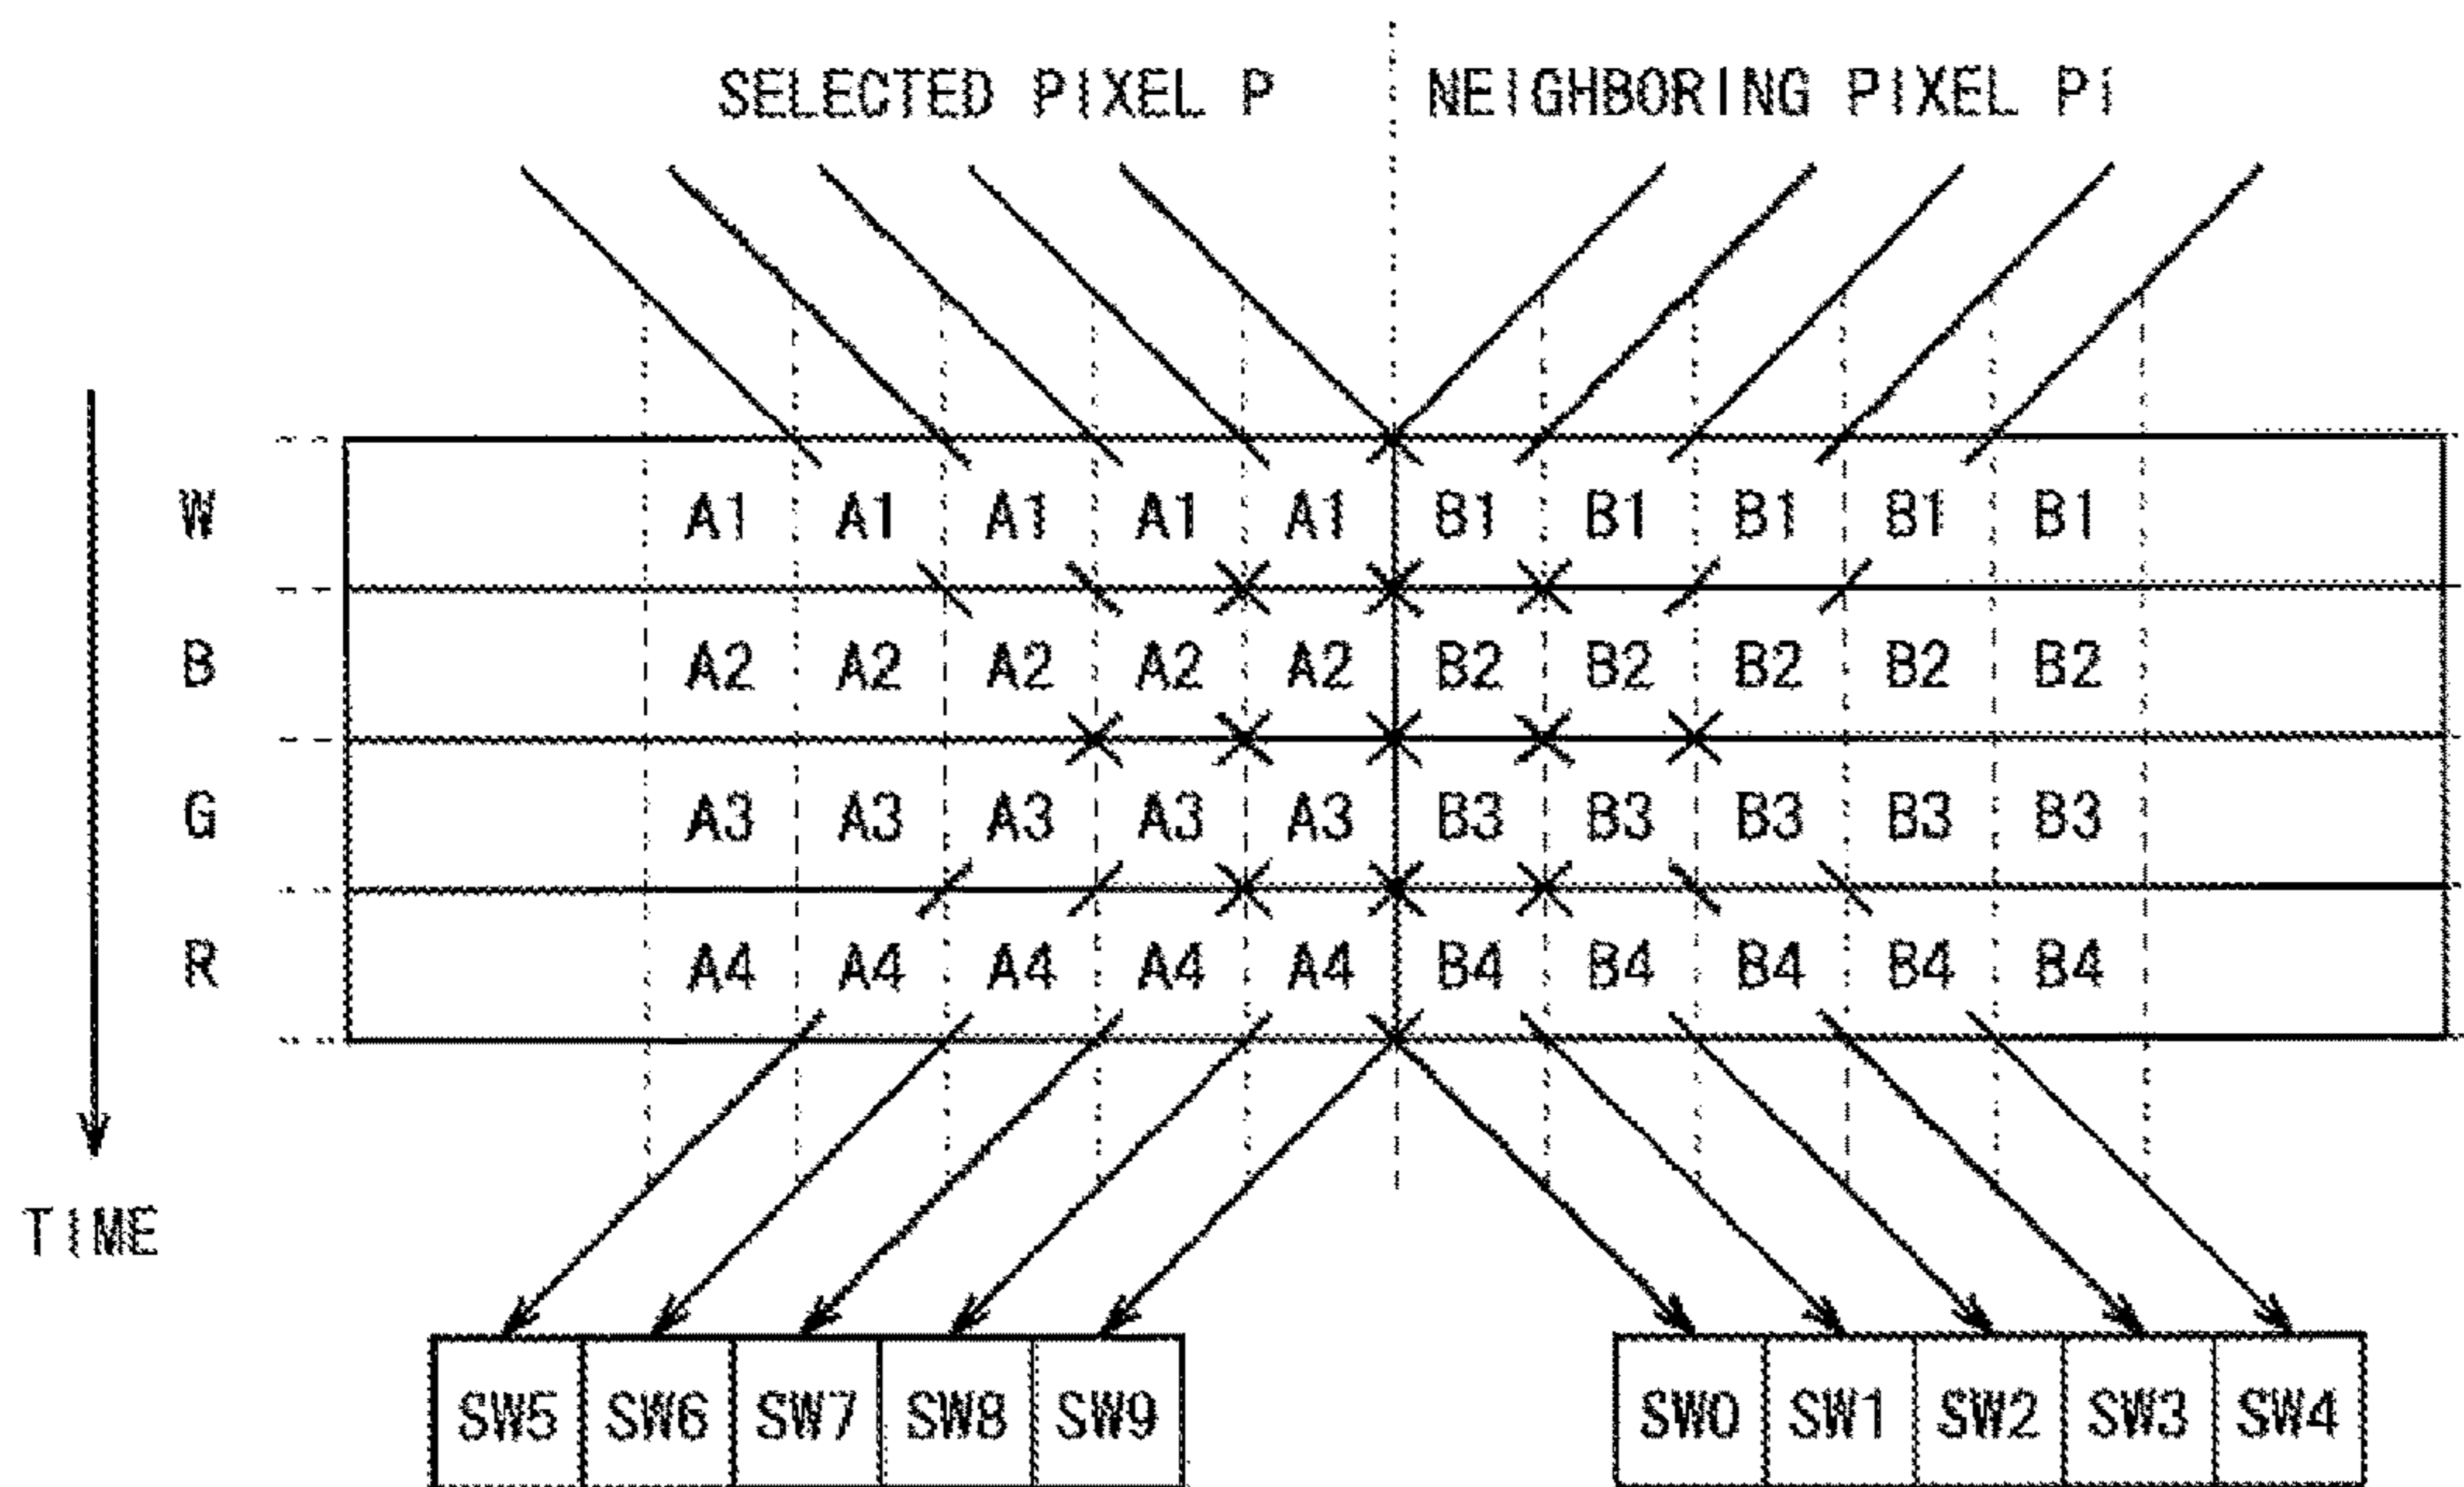 SELECTED PIXEL P NEIGHBORING PIXEL Pi
W A1 A1 A1 A1 A1 B1 B1 B1 B1 B1
B A2 A2 A2 A2 A2 B2 B2 B2 B2 B2
G A3 A3 A3 A3 A3 B3 B3 B3 B3 B3
R A4 A4 A4 A4 A4 B4 B4 B4 B4 B4
TIME
SW5 SW6 SW7 SW8 SW9 SW0 SW1 SW2 SW3 SW4